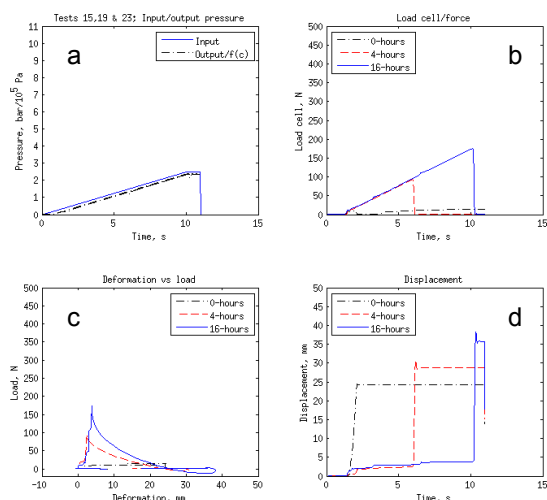 Tests 15,19 & 23; Input/output pressure
11
10
9
8
7
6
5
4
3
2
1
0
0 5 10 15
Pressure, bar/10^5 Pa
Time, s
Input
Output/f(c)
a
Load cell/force
500
450
400
350
300
250
200
150
100
50
0
-50
0 5 10 15
Load cell, N
Time, s
0-hours
4-hours
16-hours
b
Deformation vs load
500
450
400
350
300
250
200
150
100
50
0
-50
-10 0 10 20 30 40 50
Load, N
Deformation, mm
0-hours
4-hours
16-hours
c
Displacement
50
45
40
35
30
25
20
15
10
5
0
0 5 10 15
Displacement, mm
Time, s
0-hours
4-hours
16-hours
d